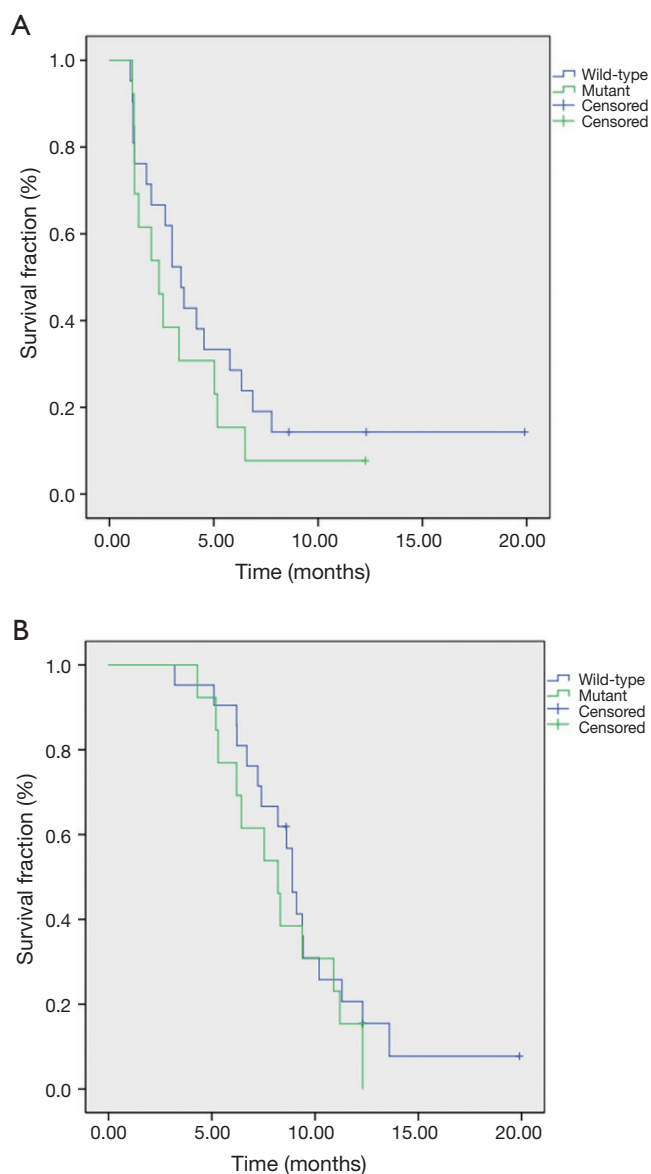 A
Survival fraction (%)
1.0
0.8
0.6
0.4
0.2
0.0
0.00 5.00 10.00 15.00 20.00
Time (months)
Wild-type
Mutant
Censored
Censored
B
Survival fraction (%)
1.0
0.8
0.6
0.4
0.2
0.0
0.00 5.00 10.00 15.00 20.00
Time (months)
Wild-type
Mutant
Censored
Censored